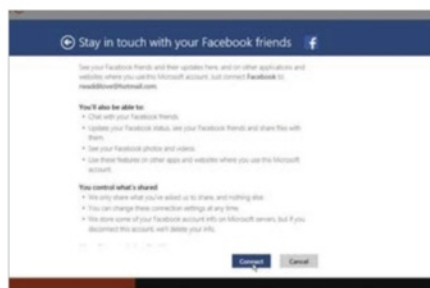 Stay in touch with your Facebook friends
See your Facebook friends and their updates here, and on other applications and
websites where you use this Microsoft account. Just connect Facebook to
You'll also be able to:
• Chat with your Facebook friends.
• Update your Facebook status, see your Facebook friends and share files with
them.
• See your Facebook photos and videos.
• Use these features on other apps and websites where you use this Microsoft
account.
You control what's shared
• We only share what you've asked us to share, and nothing else.
• You can change these connection settings at any time.
• We store some of your Facebook account info on Microsoft servers, but if you
disconnect this account, we'll delete your info.
Connect Cancel